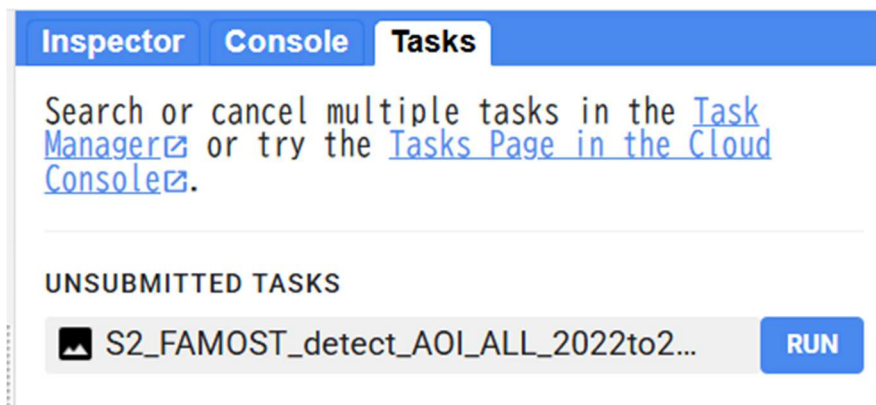 Inspector Console Tasks
Search or cancel multiple tasks in the Task
Manager or try the Tasks Page in the Cloud
Console.
UNSUBMITTED TASKS
S2_FAMOST_detect_AOI_ALL_2022to2... RUN